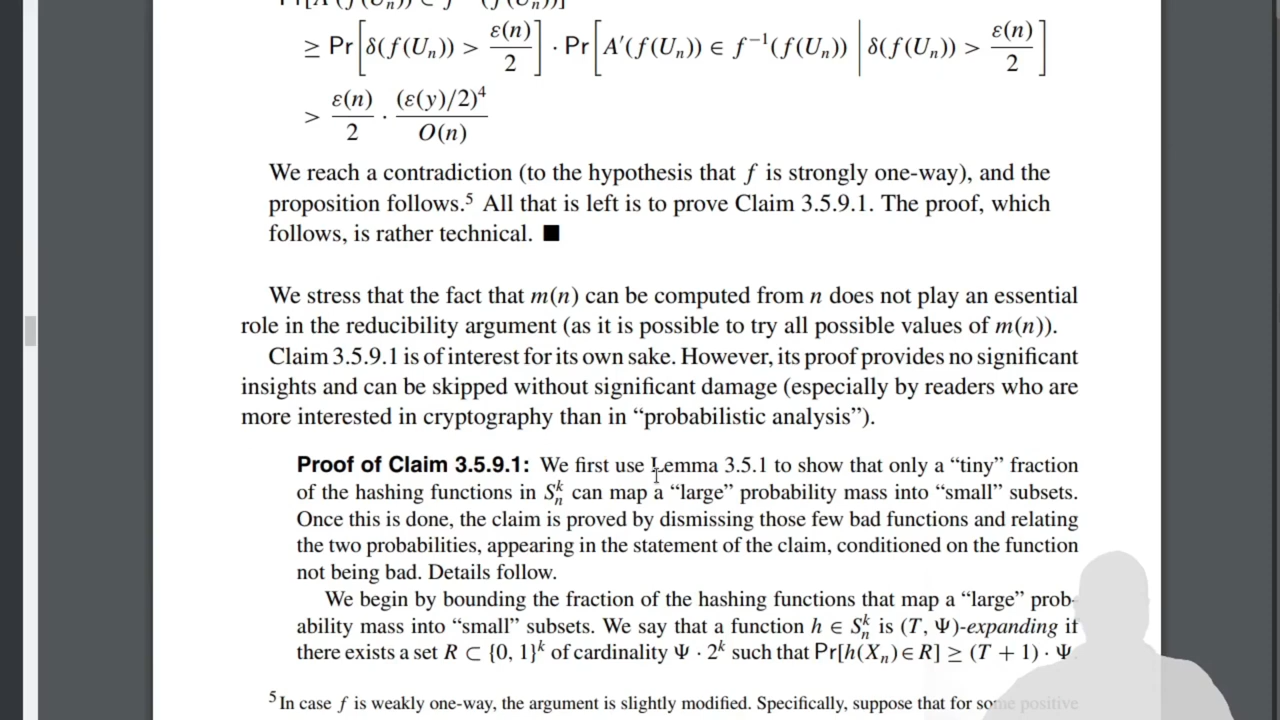 ≥ Pr[δ(f(Uₙ)) > ε(n)/2] · Pr[A′(f(Uₙ)) ∈ f⁻¹(f(Uₙ)) | δ(f(Uₙ)) > ε(n)/2]
> ε(n)/2 · (ε(y)/2)⁴/O(n)
We reach a contradiction (to the hypothesis that f is strongly one-way), and the
proposition follows.⁵ All that is left is to prove Claim 3.5.9.1. The proof, which
follows, is rather technical. ■
We stress that the fact that m(n) can be computed from n does not play an essential
role in the reducibility argument (as it is possible to try all possible values of m(n)).
Claim 3.5.9.1 is of interest for its own sake. However, its proof provides no significant
insights and can be skipped without significant damage (especially by readers who are
more interested in cryptography than in “probabilistic analysis”).
Proof of Claim 3.5.9.1: We first use Lemma 3.5.1 to show that only a “tiny” fraction
of the hashing functions in Sₙᵏ can map a “large” probability mass into “small” subsets.
Once this is done, the claim is proved by dismissing those few bad functions and relating
the two probabilities, appearing in the statement of the claim, conditioned on the function
not being bad. Details follow.
We begin by bounding the fraction of the hashing functions that map a “large” prob-
ability mass into “small” subsets. We say that a function h ∈ Sₙᵏ is (T, Ψ)-expanding if
there exists a set R ⊂ {0, 1}ᵏ of cardinality Ψ · 2ᵏ such that Pr[h(Xₙ) ∈ R] ≥ (T + 1) · Ψ
⁵ In case f is weakly one-way, the argument is slightly modified. Specifically, suppose that for some positive